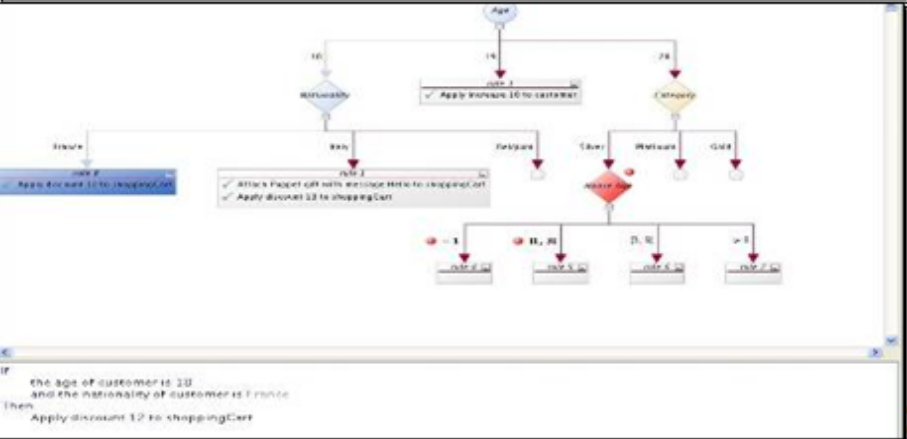 Age
18
19
20
Nationality
rule 1
Apply increase 10 to customer
Category
France
Italy
Belgium
Silver
Platinum
Gold
rule 0
Apply discount 12 to shoppingCart
Attach Puppet gift with message Hello to shoppingCart
Apply discount 10 to shoppingCart
rule 4
rule 5
rule 6
rule 7
If
the age of customer is 18
and the nationality of customer is France
Then
Apply discount 12 to shoppingCart